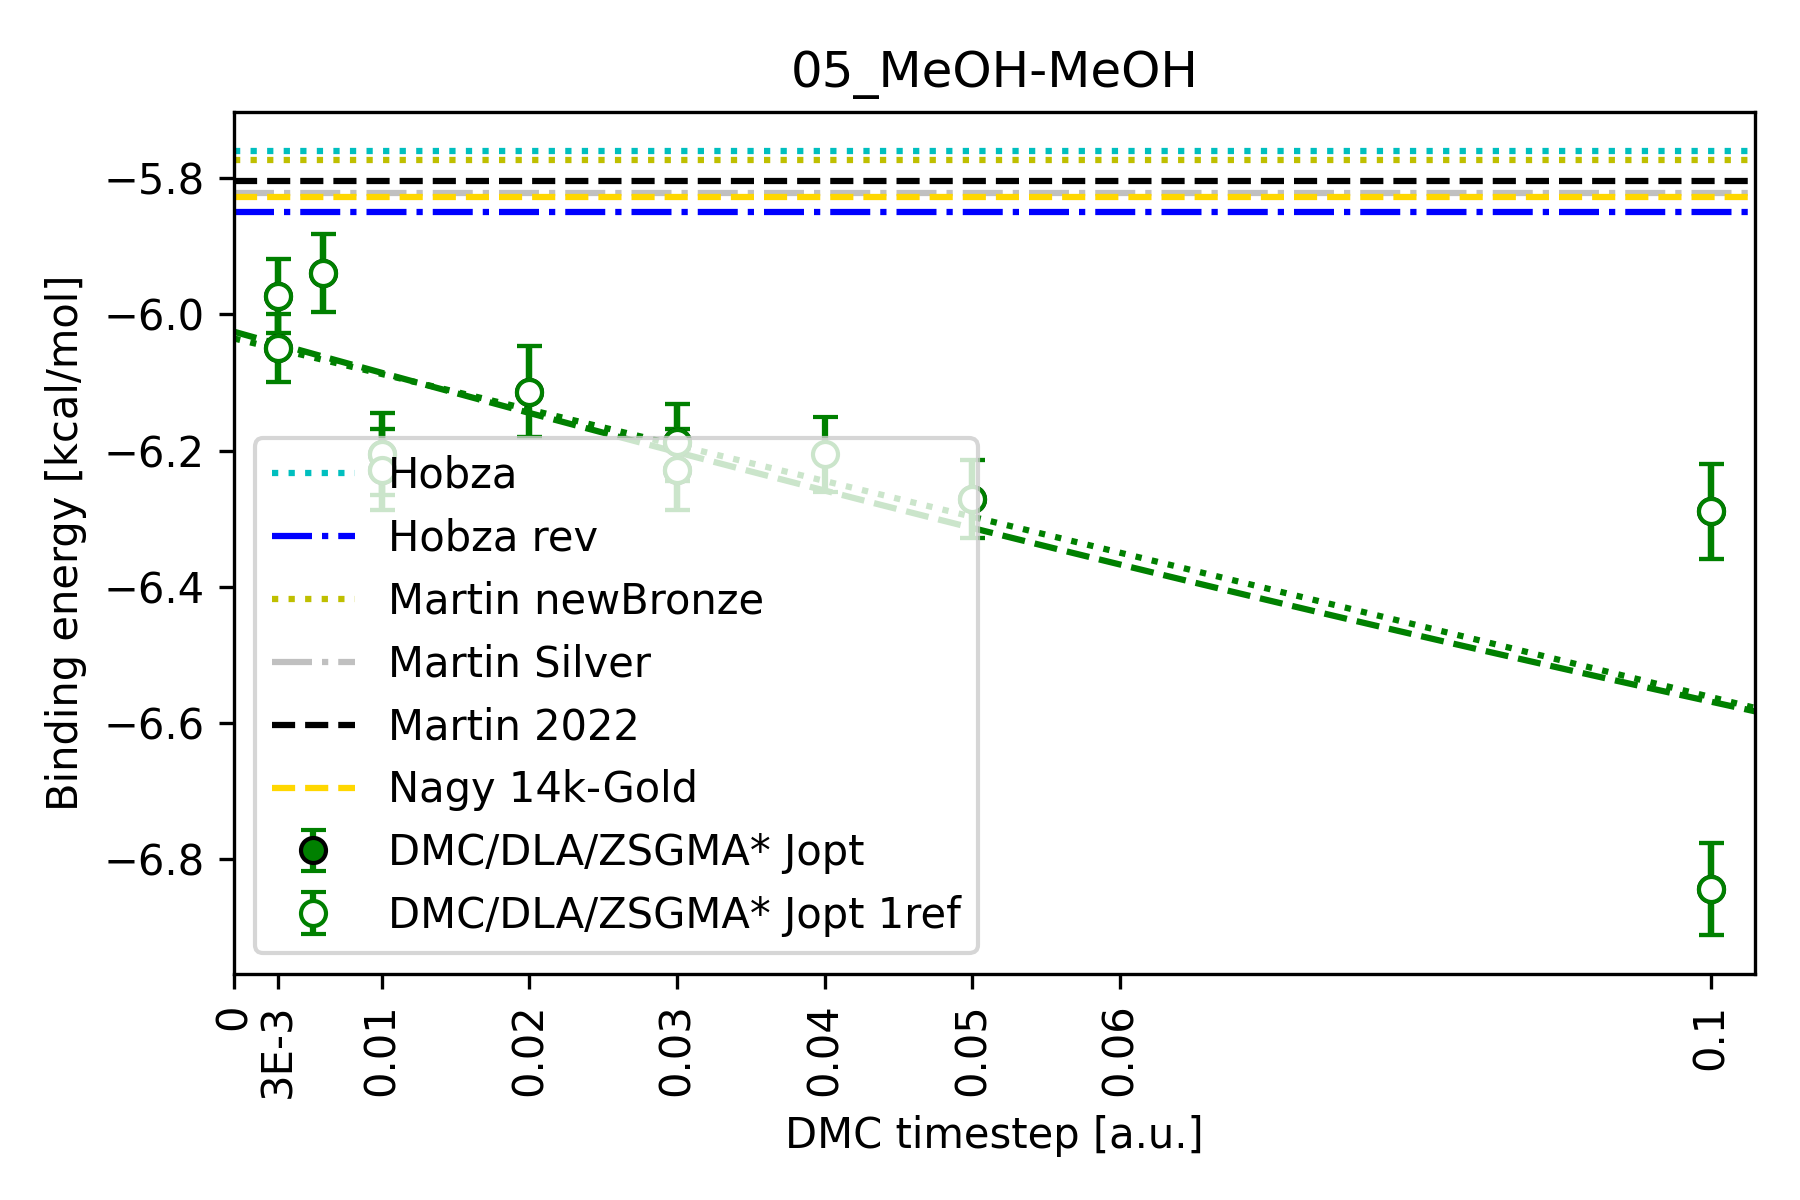 05_MeOH-MeOH
Binding energy [kcal/mol]
−5.8
−6.0
−6.2
−6.4
−6.6
−6.8
Hobza
Hobza rev
Martin newBronze
Martin Silver
Martin 2022
Nagy 14k-Gold
DMC/DLA/ZSGMA* Jopt
DMC/DLA/ZSGMA* Jopt 1ref
0
3E-3
0.01
0.02
0.03
0.04
0.05
0.06
0.1
DMC timestep [a.u.]